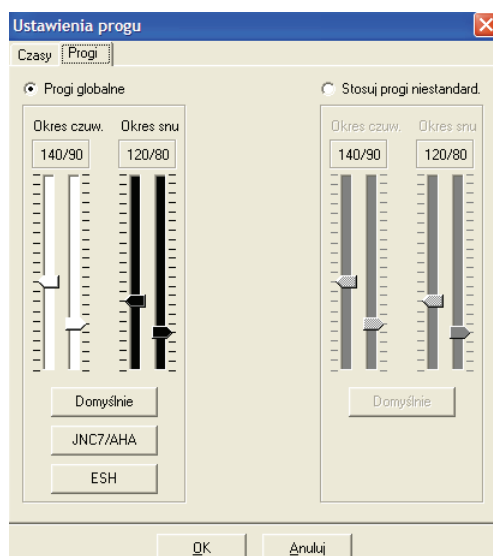 Ustawienia progu
Czasy Progi
Progi globalne
Stosuj progi niestandard.
Okres czuw. Okres snu
140/90 120/80
Okres czuw. Okres snu
140/90 120/80
Domyślnie
JNC7/AHA
ESH
Domyślnie
OK Anuluj